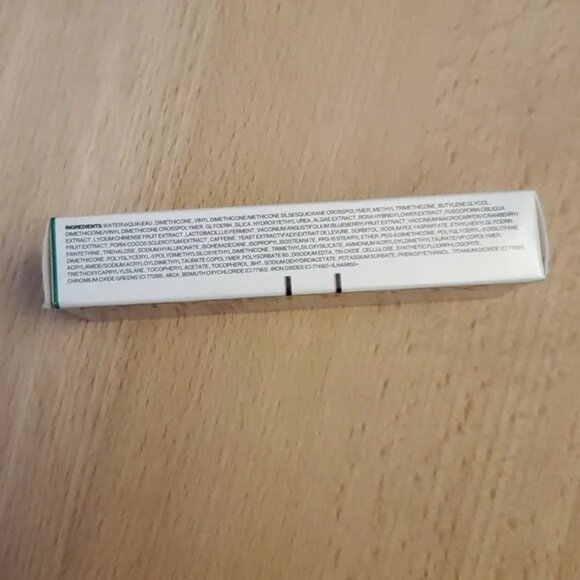 INGREDIENTS: WATER\AQUA\EAU, DIMETHICONE, VINYL DIMETHICONE/METHICONE SILSESQUIOXANE CROSSPOLYMER, METHYL TRIMETHICONE, BUTYLENE GLYCOL,
DIMETHICONE/VINYL DIMETHICONE CROSSPOLYMER, GLYCERIN, SILICA, HYDROXYETHYL UREA, ALGAE EXTRACT, ROSA HYBRID FLOWER EXTRACT, FUSCOPORIA OBLIQUA
EXTRACT, LYCIUM CHINENSE FRUIT EXTRACT, LACTOBACILLUS FERMENT, VACCINIUM ANGUSTIFOLIUM (BLUEBERRY) FRUIT EXTRACT, VACCINIUM MACROCARPON (CRANBERRY)
FRUIT EXTRACT, PORIA COCOS SCLEROTIUM EXTRACT, CAFFEINE, YEAST EXTRACT\FAEX\EXTRAIT DE LEVURE, SORBITOL, SODIUM POLYASPARTATE, ETHYLHEXYLGLYCERIN,
PANTHETHINE, TREHALOSE, SODIUM HYALURONATE, ISOHEXADECANE, ISOPROPYL ISOSTEARATE, PPG-15 STEARYL ETHER, PEG-10 DIMETHICONE, POLYGLYCERYL-3 DISILOXANE
DIMETHICONE, POLYGLYCERYL-3 POLYDIMETHYLSILOXYETHYL DIMETHICONE, TRIMETHYLSILOXYSILICATE, AMMONIUM ACRYLOYLDIMETHYLTAURATE/VP COPOLYMER,
ACRYLAMIDE/SODIUM ACRYLOYLDIMETHYLTAURATE COPOLYMER, POLYSORBATE 80, DISODIUM EDTA, TIN OXIDE, CELLULOSE, SYNTHETIC FLUORPHLOGOPITE,
TRIETHOXYCAPRYLYLSILANE, TOCOPHERYL ACETATE, TOCOPHEROL, BHT, SODIUM DEHYDROACETATE, POTASSIUM SORBATE, PHENOXYETHANOL, TITANIUM DIOXIDE (CI 77891),
CHROMIUM OXIDE GREENS (CI 77288), MICA, BISMUTH OXYCHLORIDE (CI 77163), IRON OXIDES (CI 77492)